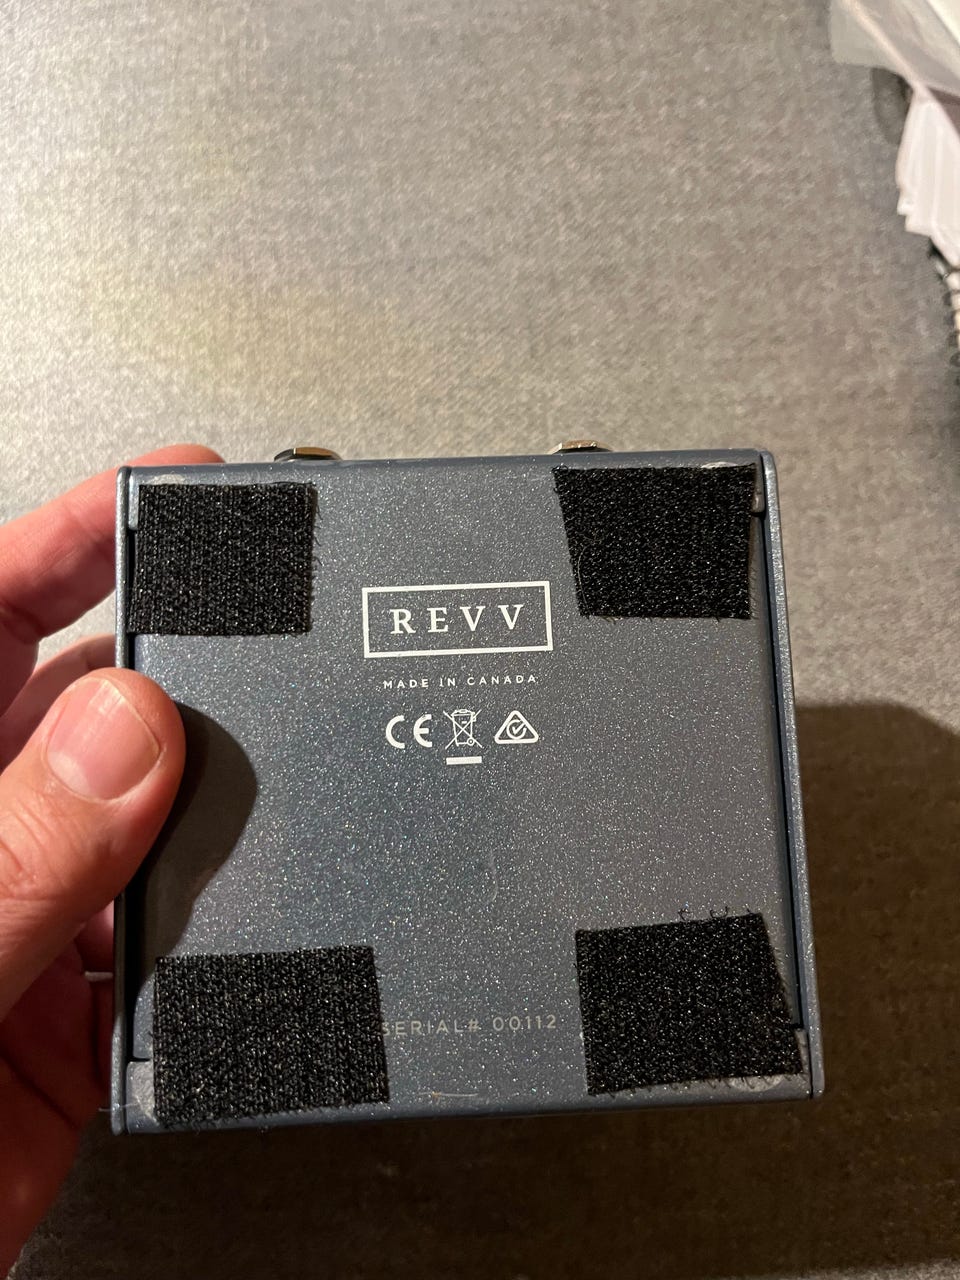 REVV
MADE IN CANADA
CE
SERIAL# 00112